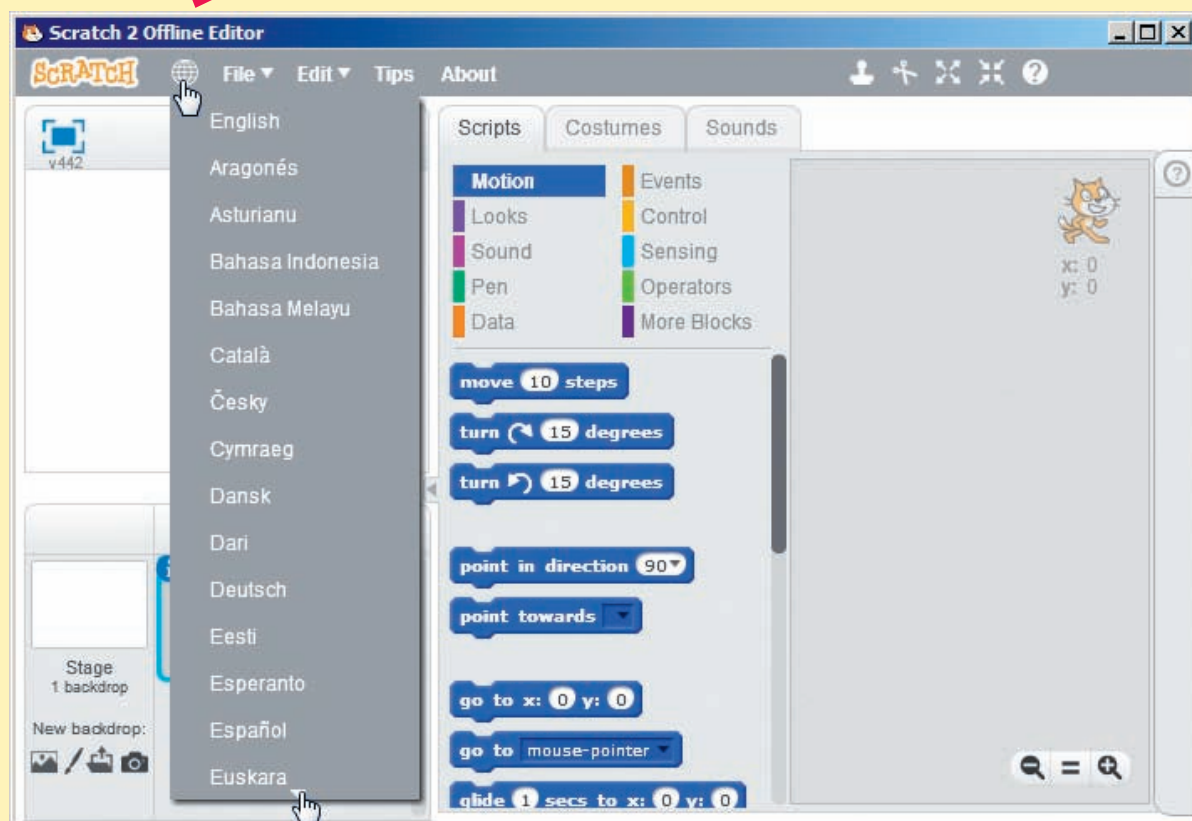 Scratch 2 Offline Editor
SCRATCH File Edit Tips About
v442
English
Aragonés
Asturianu
Bahasa Indonesia
Bahasa Melayu
Català
Česky
Cymraeg
Dansk
Dari
Deutsch
Eesti
Esperanto
Español
Euskara
Stage
1 backdrop
New backdrop:
Scripts Costumes Sounds
Motion Events
Looks Control
Sound Sensing
Pen Operators
Data More Blocks
move 10 steps
turn 15 degrees
turn 15 degrees
point in direction 90
point towards
go to x: 0 y: 0
go to mouse-pointer
glide 1 secs to x: 0 y: 0
x: 0
y: 0